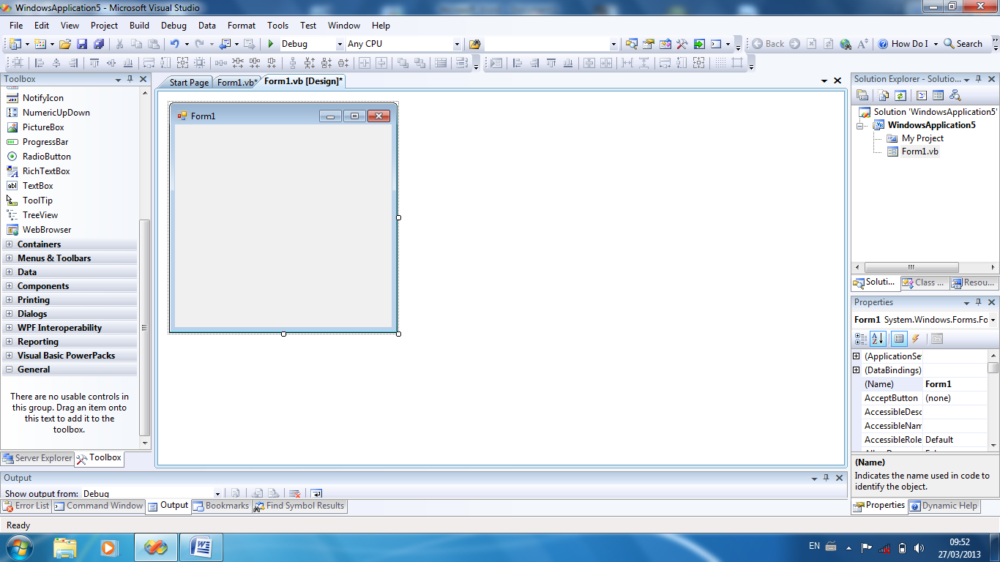 WindowsApplication5 - Microsoft Visual Studio
File Edit View Project Build Debug Data Format Tools Test Window Help
Debug Any CPU Back How Do I Search
Toolbox
NotifyIcon
NumericUpDown
PictureBox
ProgressBar
RadioButton
RichTextBox
abl TextBox
ToolTip
TreeView
WebBrowser
Containers
Menus & Toolbars
Data
Components
Printing
Dialogs
WPF Interoperability
Reporting
Visual Basic PowerPacks
General
There are no usable controls in
this group. Drag an item onto
this text to add it to the
toolbox.
Server Explorer Toolbox
Start Page Form1.vb* Form1.vb [Design]*
Form1
Solution Explorer - Solutio...
Solution 'WindowsApplication5'
WindowsApplication5
My Project
Form1.vb
Soluti... Class ... Resou...
Properties
Form1 System.Windows.Forms.Fo
(ApplicationSe
(DataBindings)
(Name) Form1
AcceptButton (none)
AccessibleDesc
AccessibleNam
AccessibleRole Default
(Name)
Indicates the name used in code to
identify the object.
Properties Dynamic Help
Output
Show output from: Debug
Error List Command Window Output Bookmarks Find Symbol Results
Ready
EN 09:52
27/03/2013